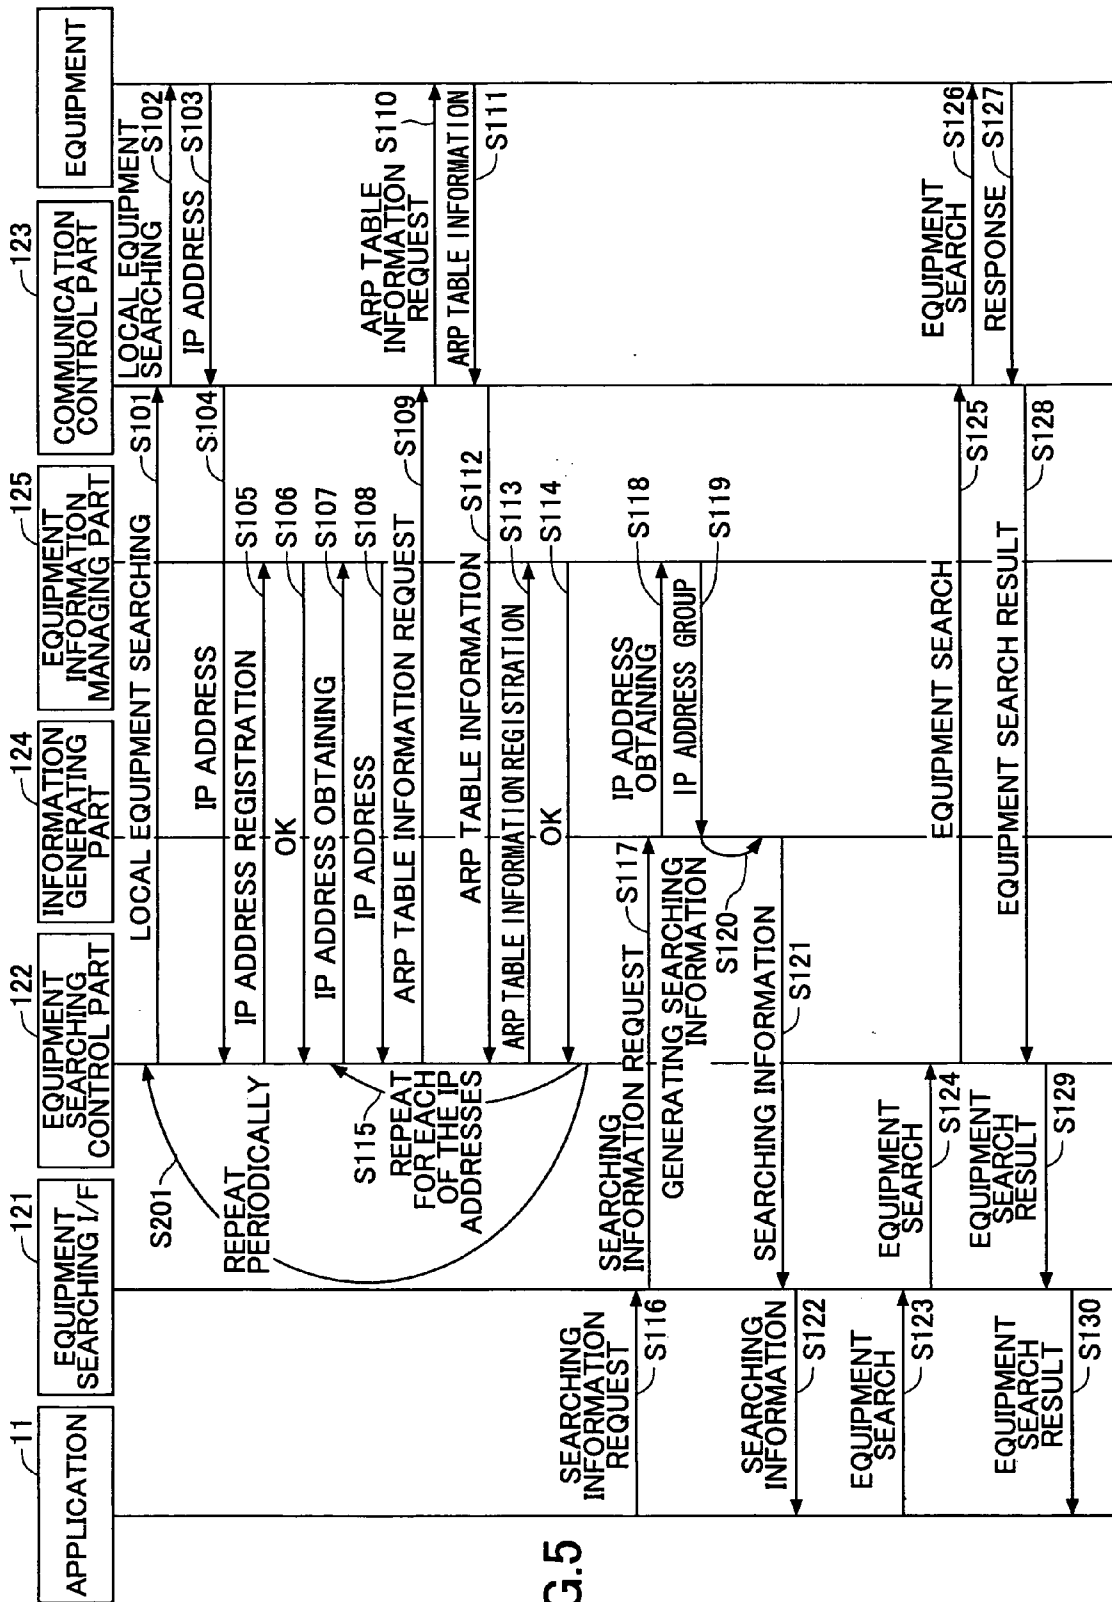 11
APPLICATION
121
EQUIPMENT
SEARCHING I/F
122
EQUIPMENT
SEARCHING
CONTROL PART
124
INFORMATION
GENERATING
PART
125
EQUIPMENT
INFORMATION
MANAGING PART
123
COMMUNICATION
CONTROL PART
EQUIPMENT
LOCAL EQUIPMENT SEARCHING
S101
LOCAL EQUIPMENT
SEARCHING
S102
IP ADDRESS
S103
IP ADDRESS
S104
IP ADDRESS REGISTRATION
S105
OK
S106
IP ADDRESS OBTAINING
S107
IP ADDRESS
S108
ARP TABLE INFORMATION REQUEST
S109
ARP TABLE
INFORMATION
REQUEST
S110
ARP TABLE INFORMATION
S111
ARP TABLE INFORMATION
S112
ARP TABLE INFORMATION REGISTRATION
S113
OK
S114
S201
REPEAT
PERIODICALLY
S115
REPEAT
FOR EACH
OF THE IP
ADDRESSES
SEARCHING
INFORMATION
REQUEST
S116
SEARCHING
INFORMATION REQUEST
S117
IP ADDRESS
OBTAINING
S118
IP ADDRESS GROUP
S119
GENERATING SEARCHING
INFORMATION
S120
SEARCHING INFORMATION
S121
SEARCHING
INFORMATION
S122
EQUIPMENT
SEARCH
S123
EQUIPMENT
SEARCH
S124
EQUIPMENT SEARCH
S125
EQUIPMENT
SEARCH
S126
RESPONSE
S127
EQUIPMENT SEARCH RESULT
S128
EQUIPMENT
SEARCH
RESULT
S129
EQUIPMENT
SEARCH
RESULT
S130
G.5